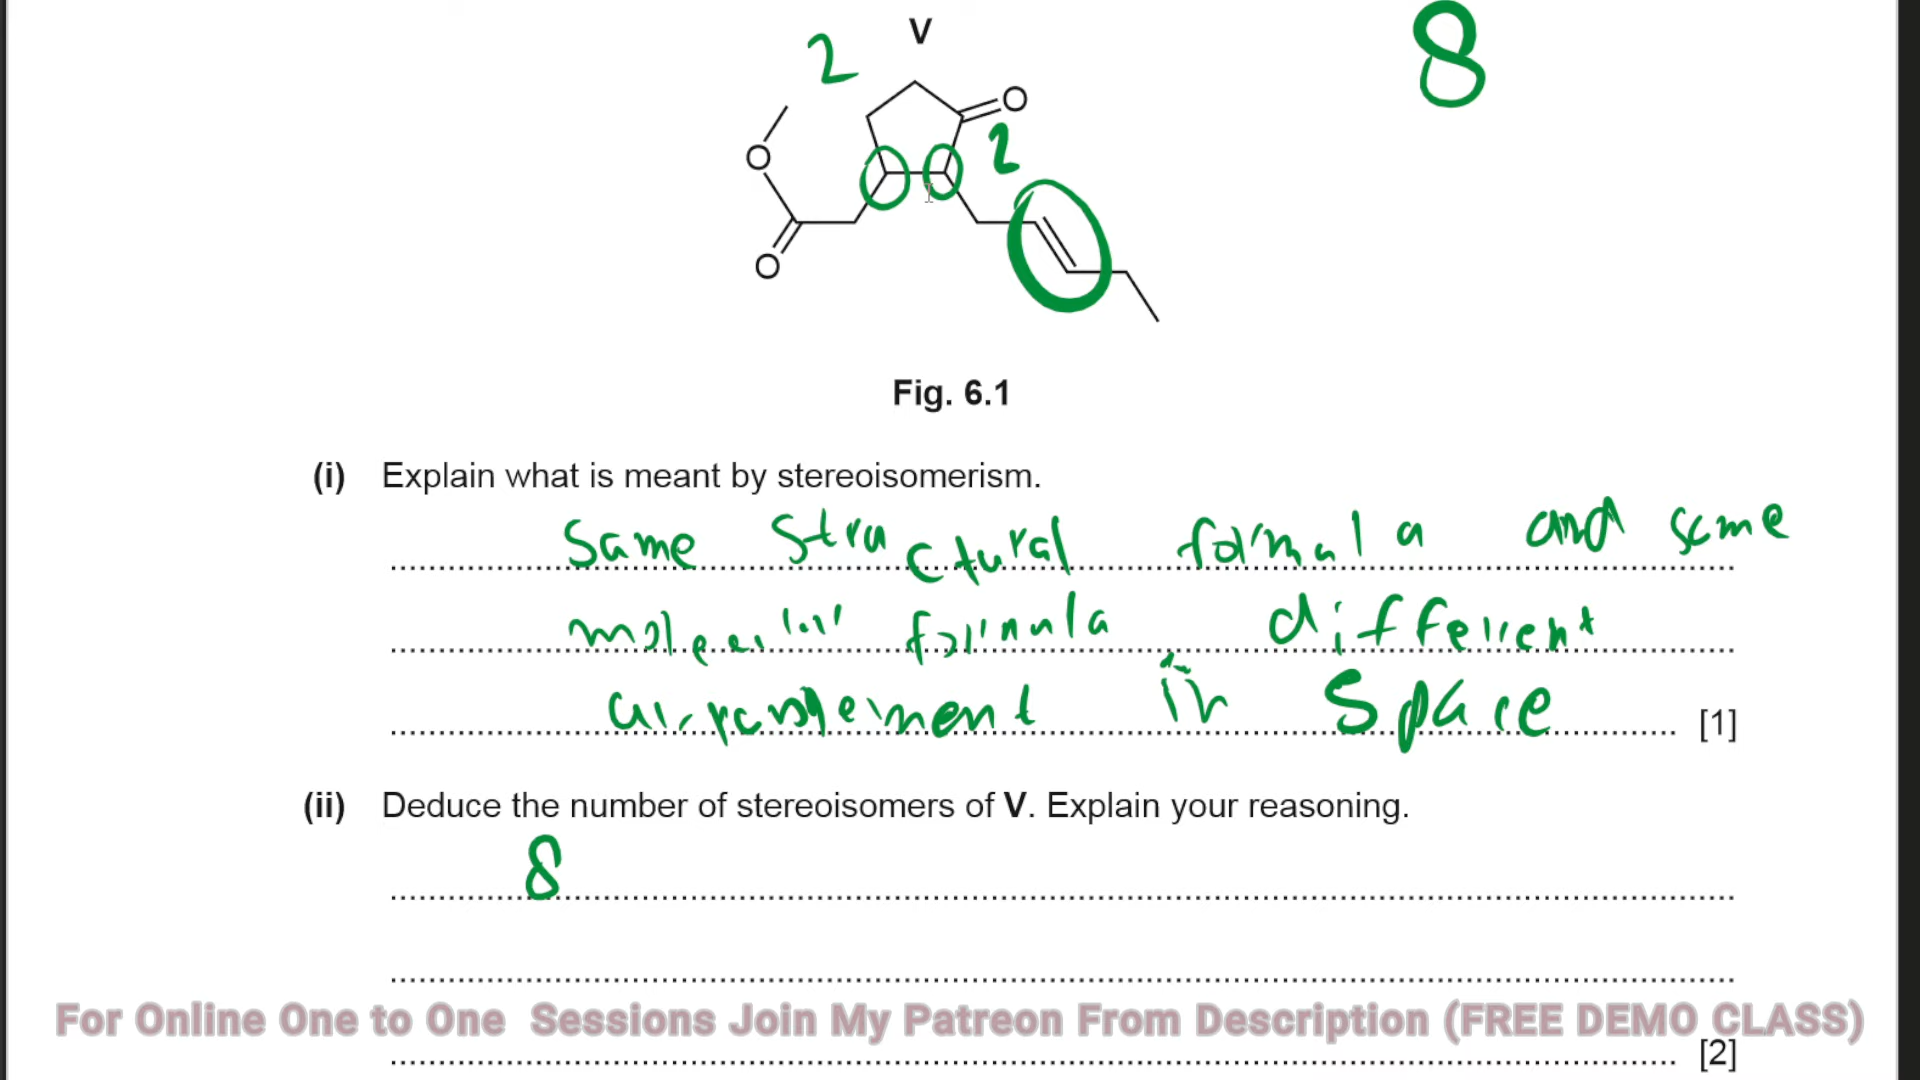 V
8
2
O
O
2
O
Fig. 6.1
(i) Explain what is meant by stereoisomerism.
Same structural formula and same
molecular formula different
arrangement in space [1]
(ii) Deduce the number of stereoisomers of V. Explain your reasoning.
8
For Online One to One Sessions Join My Patreon From Description (FREE DEMO CLASS)
[2]